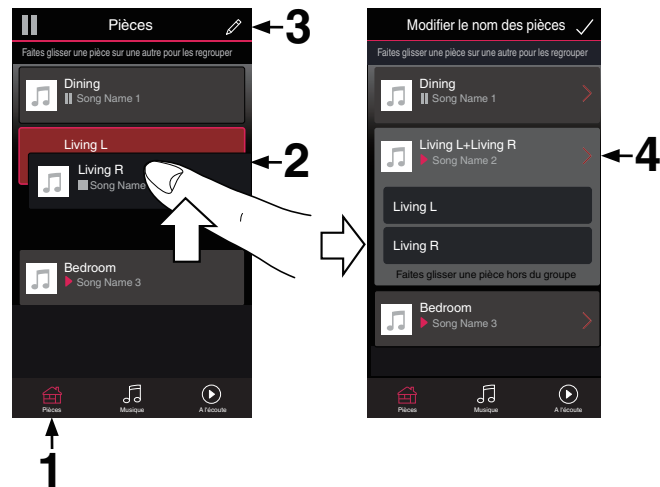 Pièces
3
Faites glisser une pièce sur une autre pour les regrouper
Dining
Song Name 1
Living L
2
Living R
Song Name
Bedroom
Song Name 3
Pièces
Musique
A l'écoute
1
Modifier le nom des pièces
Faites glisser une pièce sur une autre pour les regrouper
Dining
Song Name 1
Living L+Living R
Song Name 2
4
Living L
Living R
Faites glisser une pièce hors du groupe
Bedroom
Song Name 3
Pièces
Musique
A l'écoute